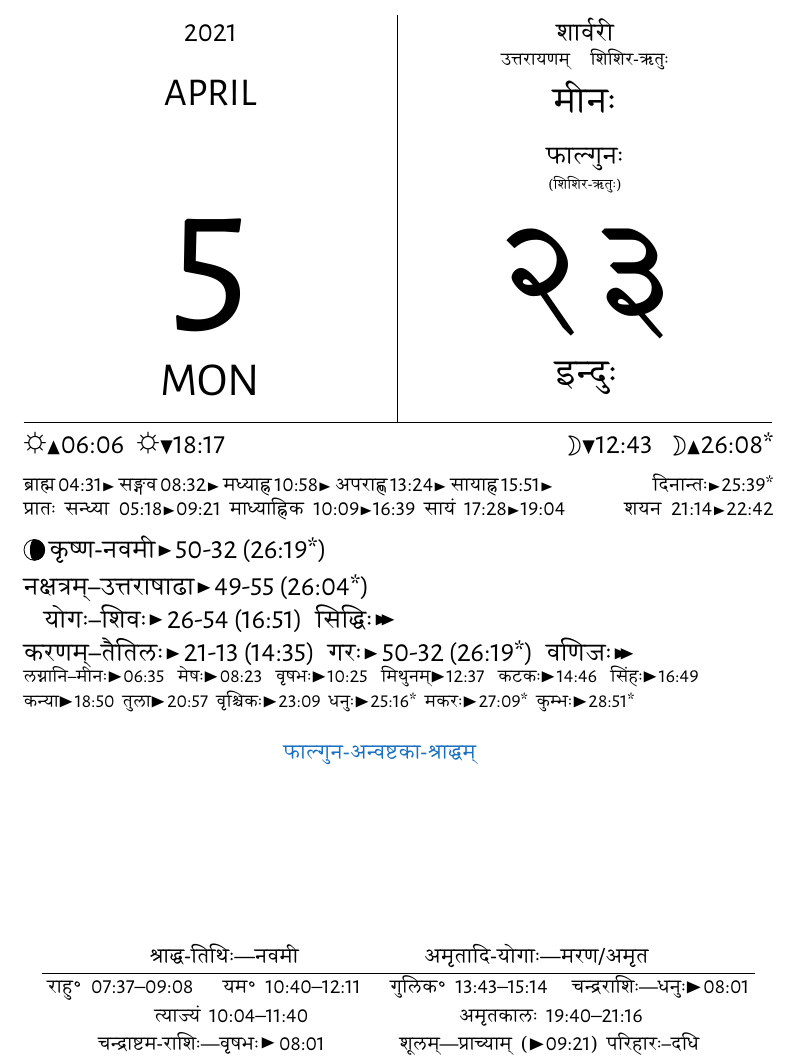 2021
APRIL
5
MON
शार्वरी
उत्तरायणम् शिशिर-ऋतुः
मीनः
फाल्गुनः
(शिशिर-ऋतुः)
२३
इन्दुः
☼▲06:06 ☼▼18:17 ☽▼12:43 ☽▲26:08*
ब्राह्म 04:31► सङ्गव 08:32► मध्याह्न 10:58► अपराह्ण 13:24► सायाह्न 15:51► दिनान्तः►25:39*
प्रातः सन्ध्या 05:18►09:21 माध्याह्निक 10:09►16:39 सायं 17:28►19:04 शयन 21:14►22:42
कृष्ण-नवमी►50-32 (26:19*)
नक्षत्रम्–उत्तराषाढा►49-55 (26:04*)
योगः–शिवः►26-54 (16:51) सिद्धिः►►
करणम्–तैतिलः►21-13 (14:35) गरः►50-32 (26:19*) वणिजः►►
लग्नानि–मीनः►06:35 मेषः►08:23 वृषभः►10:25 मिथुनम्►12:37 कटकः►14:46 सिंहः►16:49
कन्या►18:50 तुला►20:57 वृश्चिकः►23:09 धनुः►25:16* मकरः►27:09* कुम्भः►28:51*
फाल्गुन-अन्वष्टका-श्राद्धम्
श्राद्ध-तिथिः—नवमी अमृतादि-योगाः—मरण/अमृत
राहु° 07:37–09:08 यम° 10:40–12:11 गुलिक° 13:43–15:14 चन्द्रराशिः—धनुः►08:01
त्याज्यं 10:04–11:40 अमृतकालः 19:40–21:16
चन्द्राष्टम-राशिः—वृषभः►08:01 शूलम्—प्राच्याम् (►09:21) परिहारः–दधि